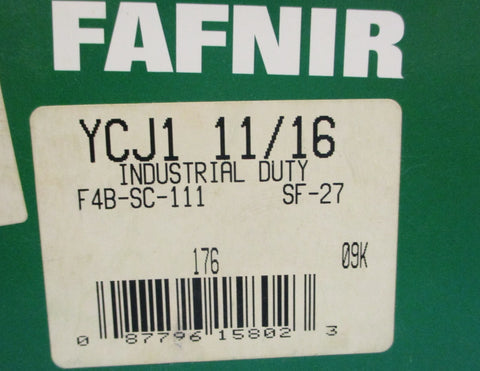 FAFNIR
YCJ1 11/16
INDUSTRIAL DUTY
F4B-SC-111 SF-27
176 09K
0 87796 15802 3